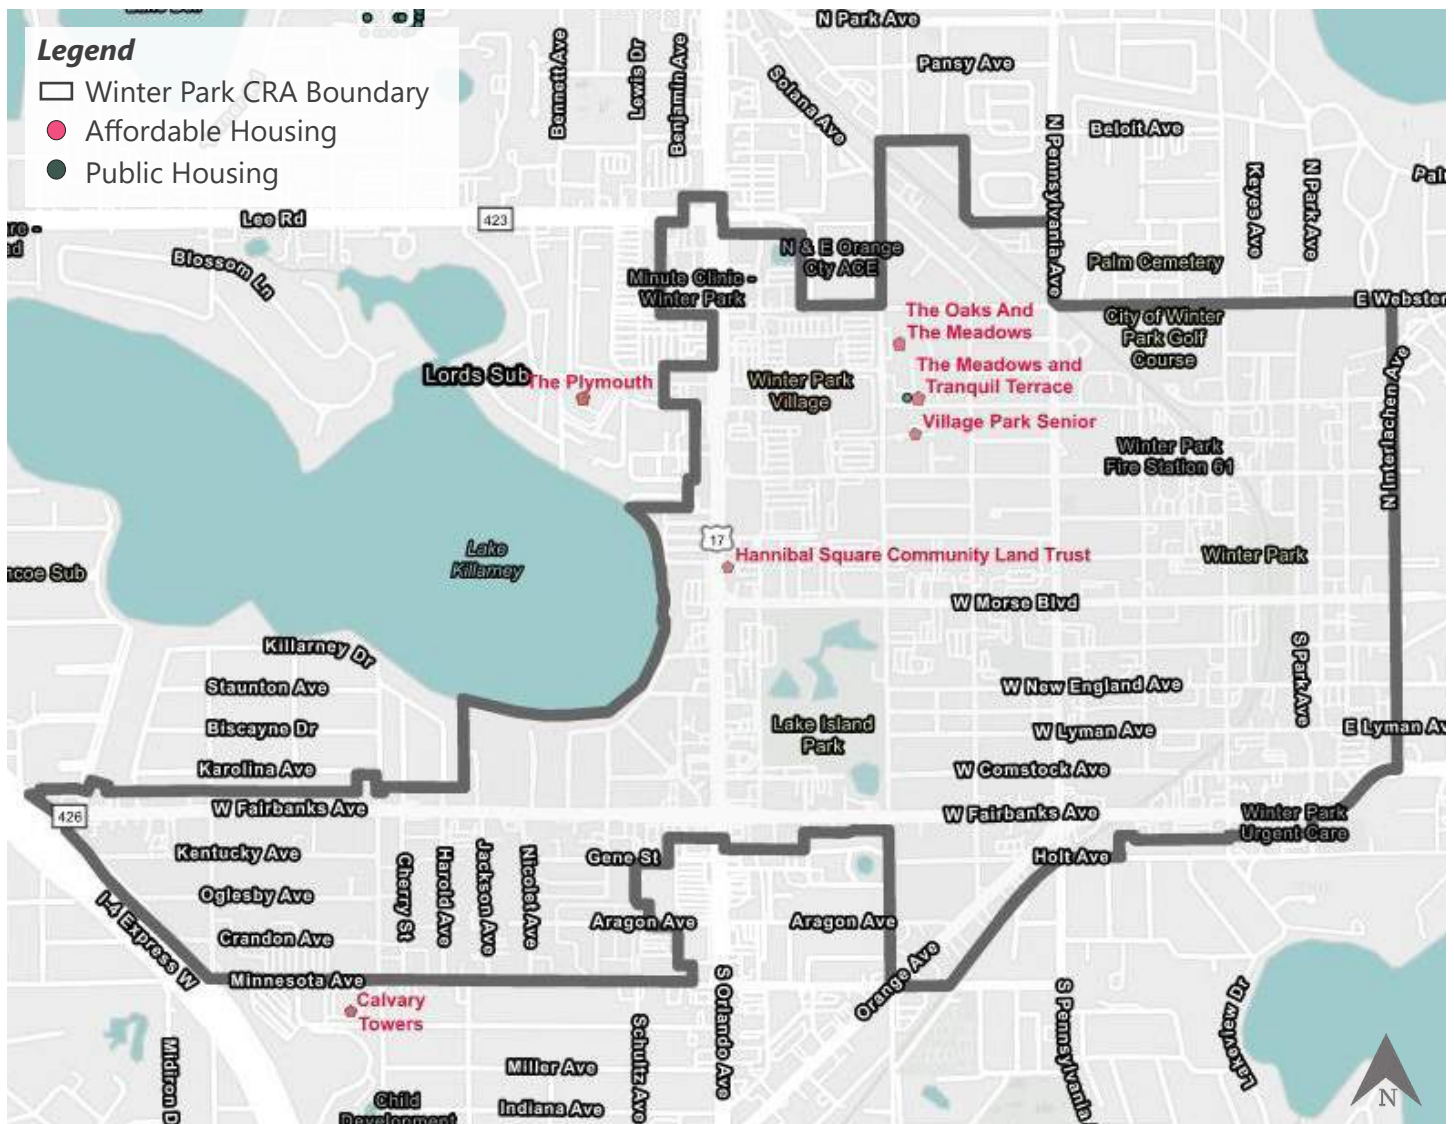 Legend
Winter Park CRA Boundary
Affordable Housing
Public Housing
N Park Ave
Pansy Ave
Solana Ave
Bennett Ave
Lewis Dr
Benjamin Ave
N Pennsylvania Ave
Beloit Ave
Keyes Ave
N Park Ave
Lee Rd
423
Blossom Ln
N & E Orange
Cty ACE
Palm Cemetery
Minute Clinic -
Winter Park
E Webster
The Oaks And
The Meadows
City of Winter
Park Golf
Course
Lords Sub
The Plymouth
Winter Park
Village
The Meadows and
Tranquil Terrace
Village Park Senior
Winter Park
Fire Station 61
N Interlachen Ave
17
Lake
Killarney
Hannibal Square Community Land Trust
Winter Park
ncoe Sub
W Morse Blvd
Killarney Dr
Staunton Ave
W New England Ave
S Park Ave
Biscayne Dr
Lake Island
Park
W Lyman Ave
E Lyman Av
Karolina Ave
W Comstock Ave
W Fairbanks Ave
W Fairbanks Ave
426
Winter Park
Urgent Care
Kentucky Ave
Gene St
Holt Ave
Cherry St
Harold Ave
Jackson Ave
Nicolet Ave
Oglesby Ave
Aragon Ave
Aragon Ave
Crandon Ave
I-4 Express W
Minnesota Ave
Orange Ave
S Orlando Ave
S Pennsylvania
Lakeview Dr
Calvary
Towers
Midiron D
Schultz Ave
Miller Ave
Indiana Ave
Child
Development
N